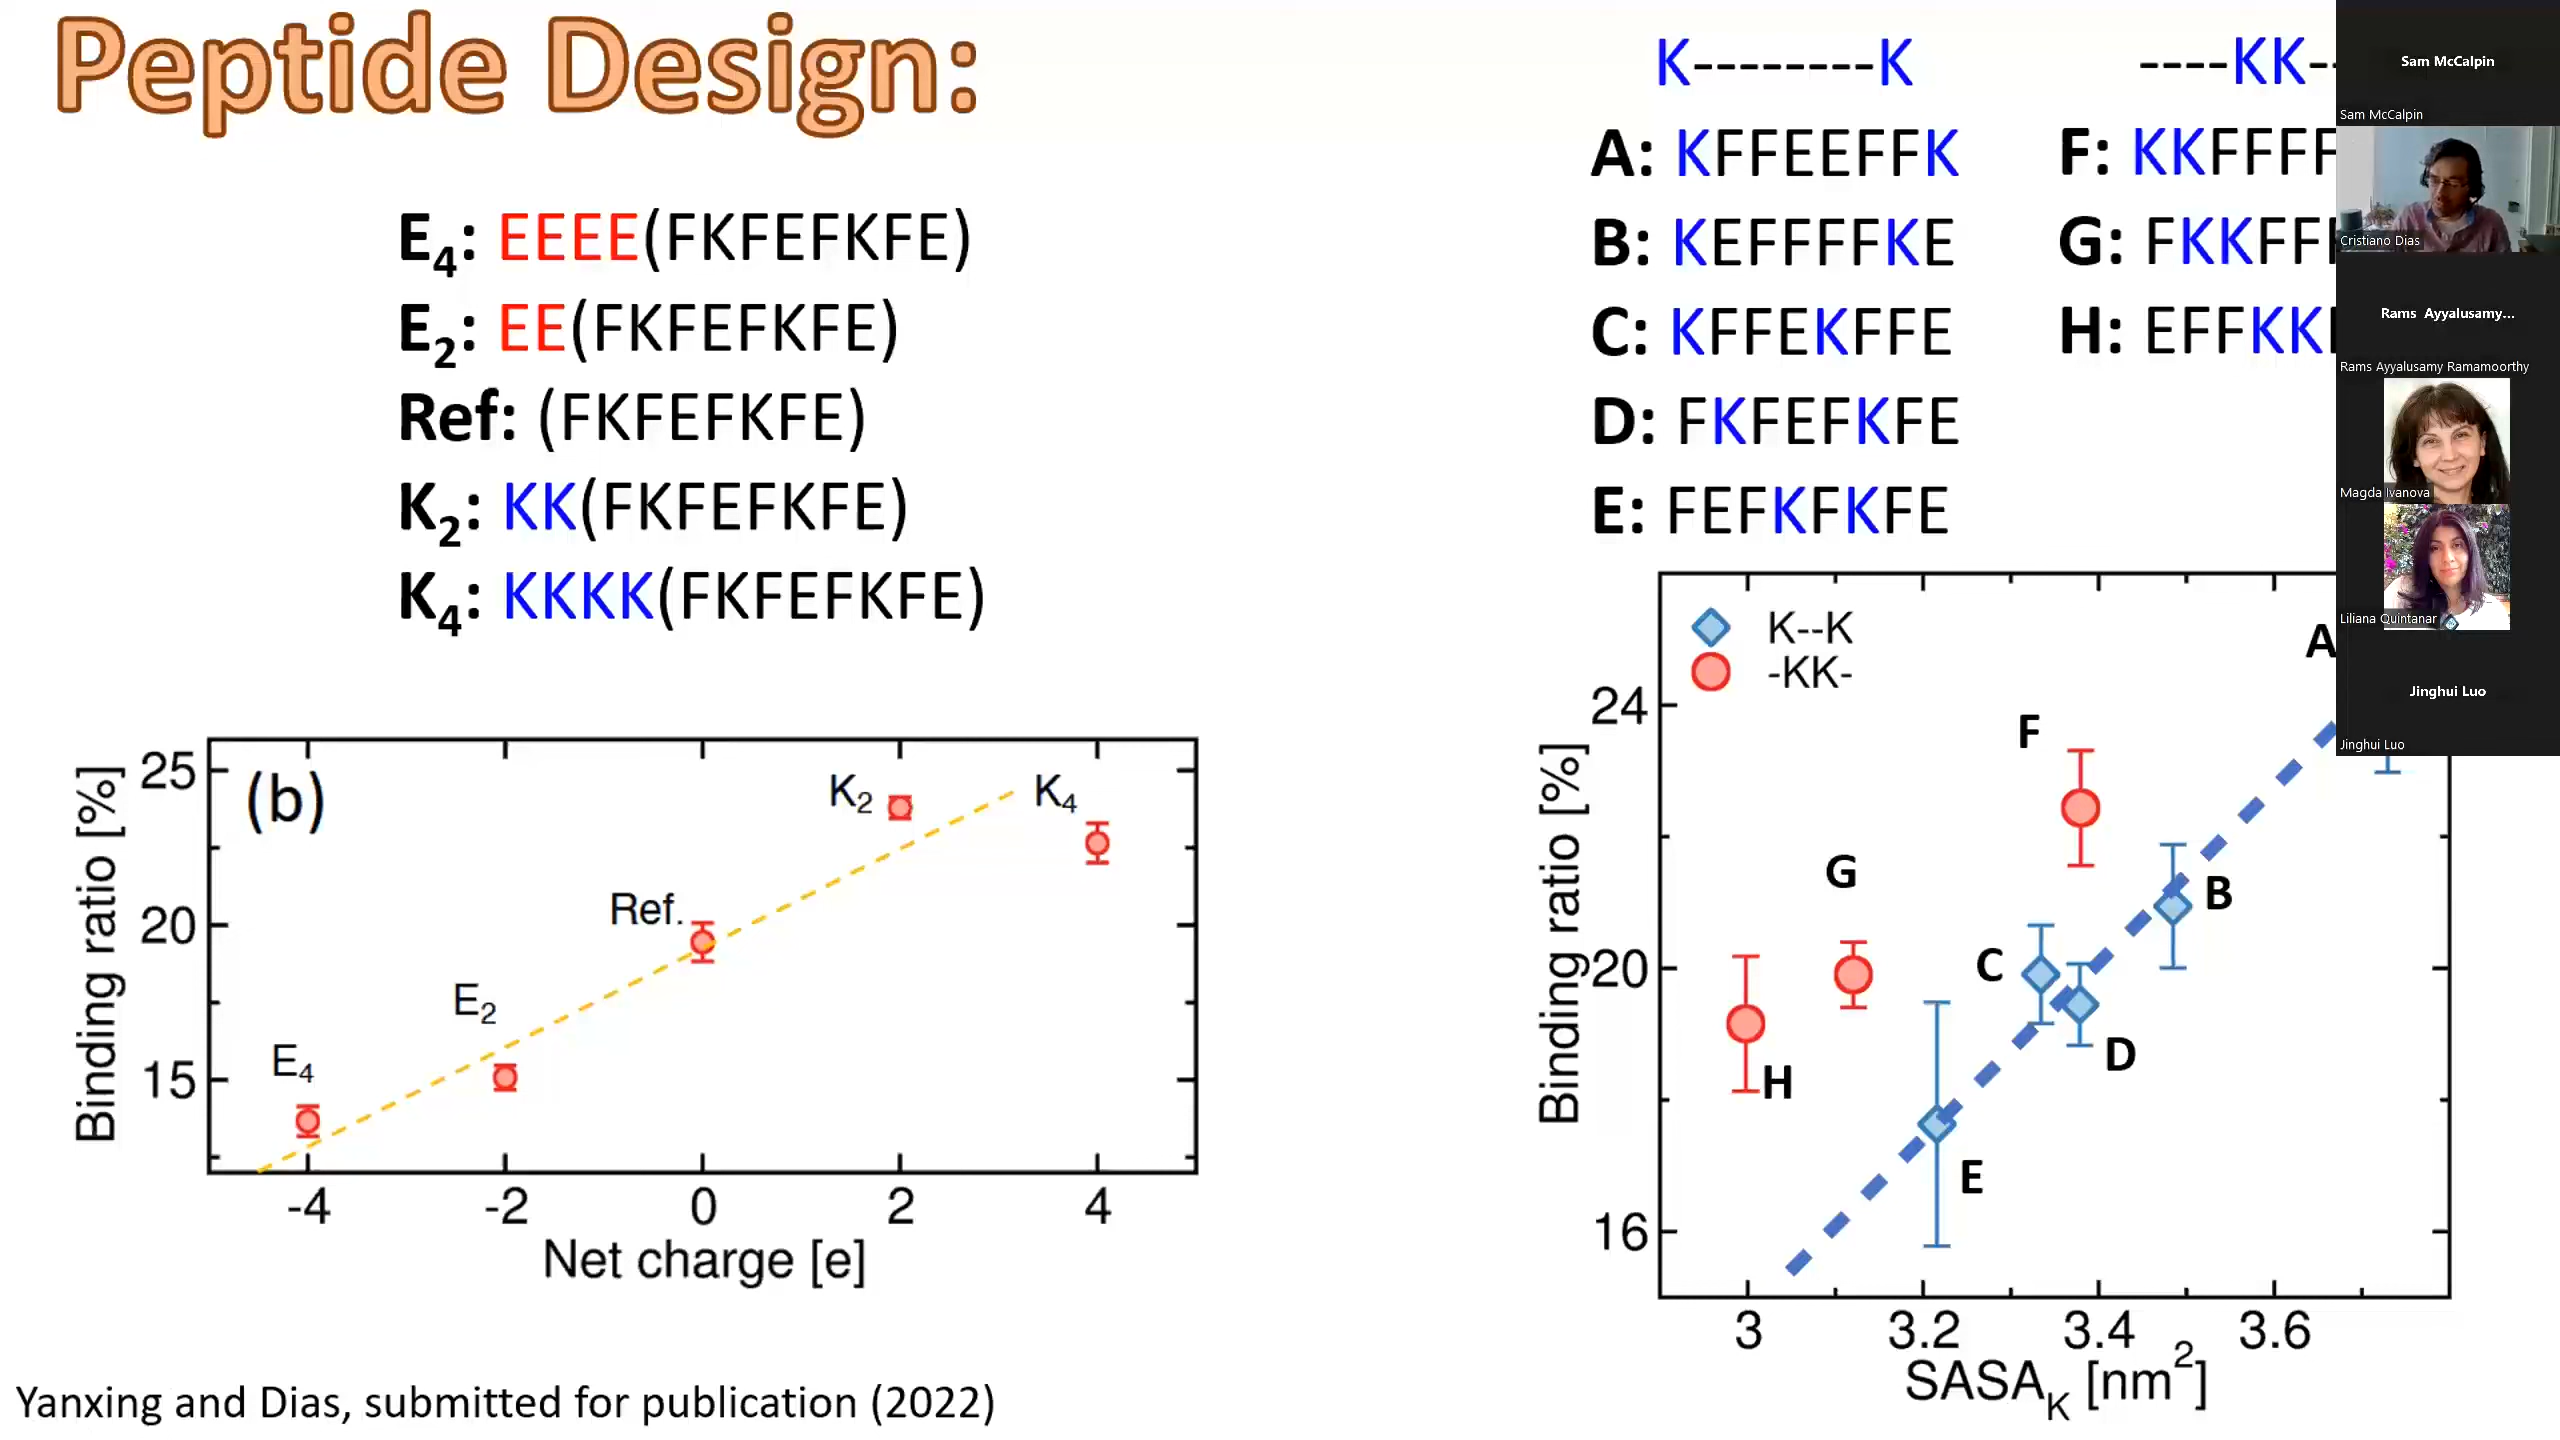 Peptide Design:
E4: EEEE(FKFEFKFE)
E2: EE(FKFEFKFE)
Ref: (FKFEFKFE)
K2: KK(FKFEFKFE)
K4: KKKK(FKFEFKFE)
K--------K
A: KFFEEFFK
B: KEFFFFKE
C: KFFEKFFE
D: FKFEFKFE
E: FEFKFKFE
----KK--
F: KKFFFF
G: FKKFF
H: EFFKK
(b)
Binding ratio [%]
25
20
15
E4
E2
Ref.
K2
K4
-4 -2 0 2 4
Net charge [e]
K--K
-KK-
Binding ratio [%]
24
20
16
A
F
G
B
C
D
H
E
3 3.2 3.4 3.6
SASAK [nm2]
Yanxing and Dias, submitted for publication (2022)
Sam McCalpin
Sam McCalpin
Cristiano Dias
Rams Ayyalusamy...
Rams Ayyalusamy Ramamoorthy
Magda Ivanova
Liliana Quintanar
Jinghui Luo
Jinghui Luo